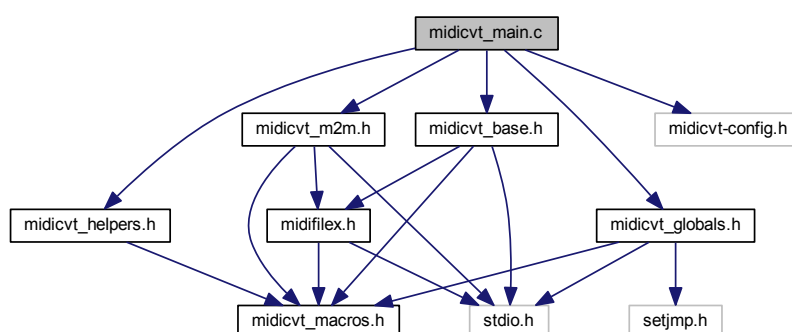 midicvt_main.c
midicvt_m2m.h
midicvt_base.h
midicvt-config.h
midicvt_helpers.h
midifilex.h
midicvt_globals.h
midicvt_macros.h
stdio.h
setjmp.h